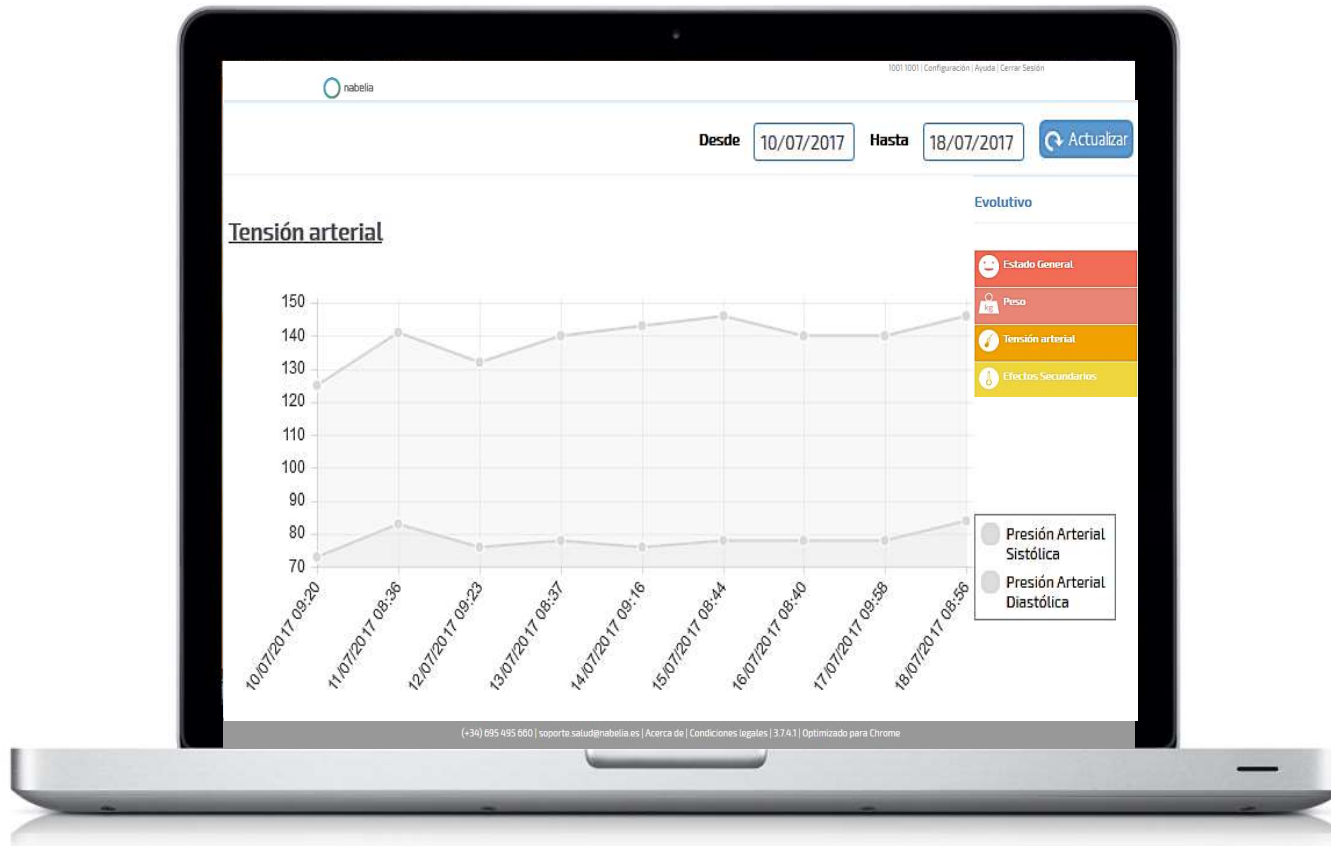 10011001 | Configuración | Ayuda | Cerrar Sesión
nabelia
Desde 10/07/2017 Hasta 18/07/2017 Actualizar
Evolutivo
Tensión arterial
Estado General
kg Peso
Tensión arterial
Efectos Secundarios
150
140
130
120
110
100
90
80
70
10/07/2017 09:20
11/07/2017 08:36
12/07/2017 09:23
13/07/2017 08:37
14/07/2017 09:16
15/07/2017 08:44
16/07/2017 08:40
17/07/2017 09:58
18/07/2017 08:56
Presión Arterial
Sistólica
Presión Arterial
Diastólica
(+34) 695 495 660 | soporte.salud@nabelia.es | Acerca de | Condiciones legales | 3.7.4.1 | Optimizado para Chrome